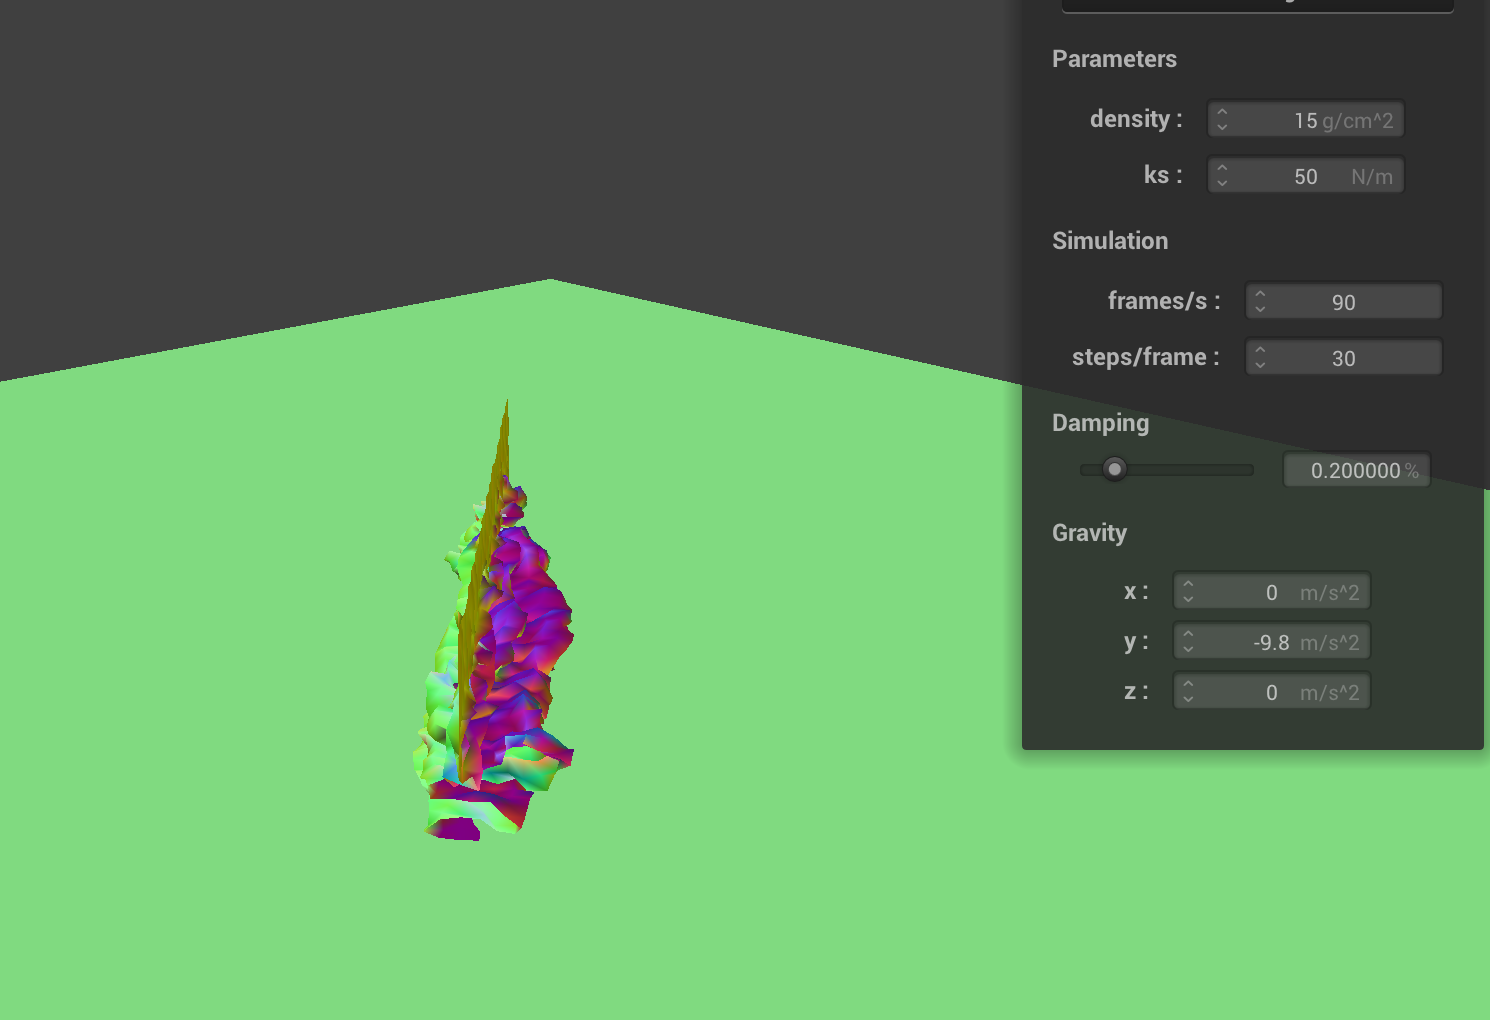 Parameters
density : 15 g/cm^2
ks : 50 N/m
Simulation
frames/s : 90
steps/frame : 30
Damping
0.200000 %
Gravity
x : 0 m/s^2
y : -9.8 m/s^2
z : 0 m/s^2